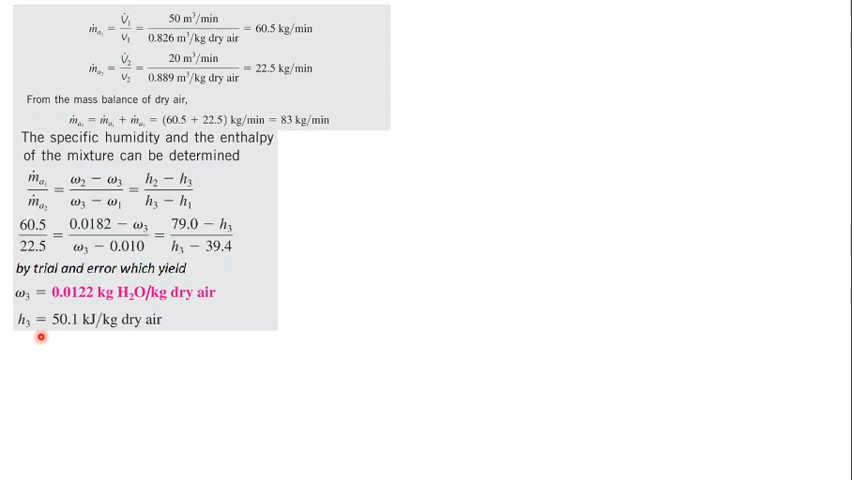 ṁₐ₁ = V̇₁/v₁ = 50 m³/min / 0.826 m³/kg dry air = 60.5 kg/min
ṁₐ₂ = V̇₂/v₂ = 20 m³/min / 0.889 m³/kg dry air = 22.5 kg/min
From the mass balance of dry air,
ṁₐ₃ = ṁₐ₁ + ṁₐ₂ = (60.5 + 22.5) kg/min = 83 kg/min
The specific humidity and the enthalpy
of the mixture can be determined
ṁₐ₁/ṁₐ₂ = (ω₂ − ω₃)/(ω₃ − ω₁) = (h₂ − h₃)/(h₃ − h₁)
60.5/22.5 = (0.0182 − ω₃)/(ω₃ − 0.010) = (79.0 − h₃)/(h₃ − 39.4)
by trial and error which yield
ω₃ = 0.0122 kg H₂O/kg dry air
h₃ = 50.1 kJ/kg dry air